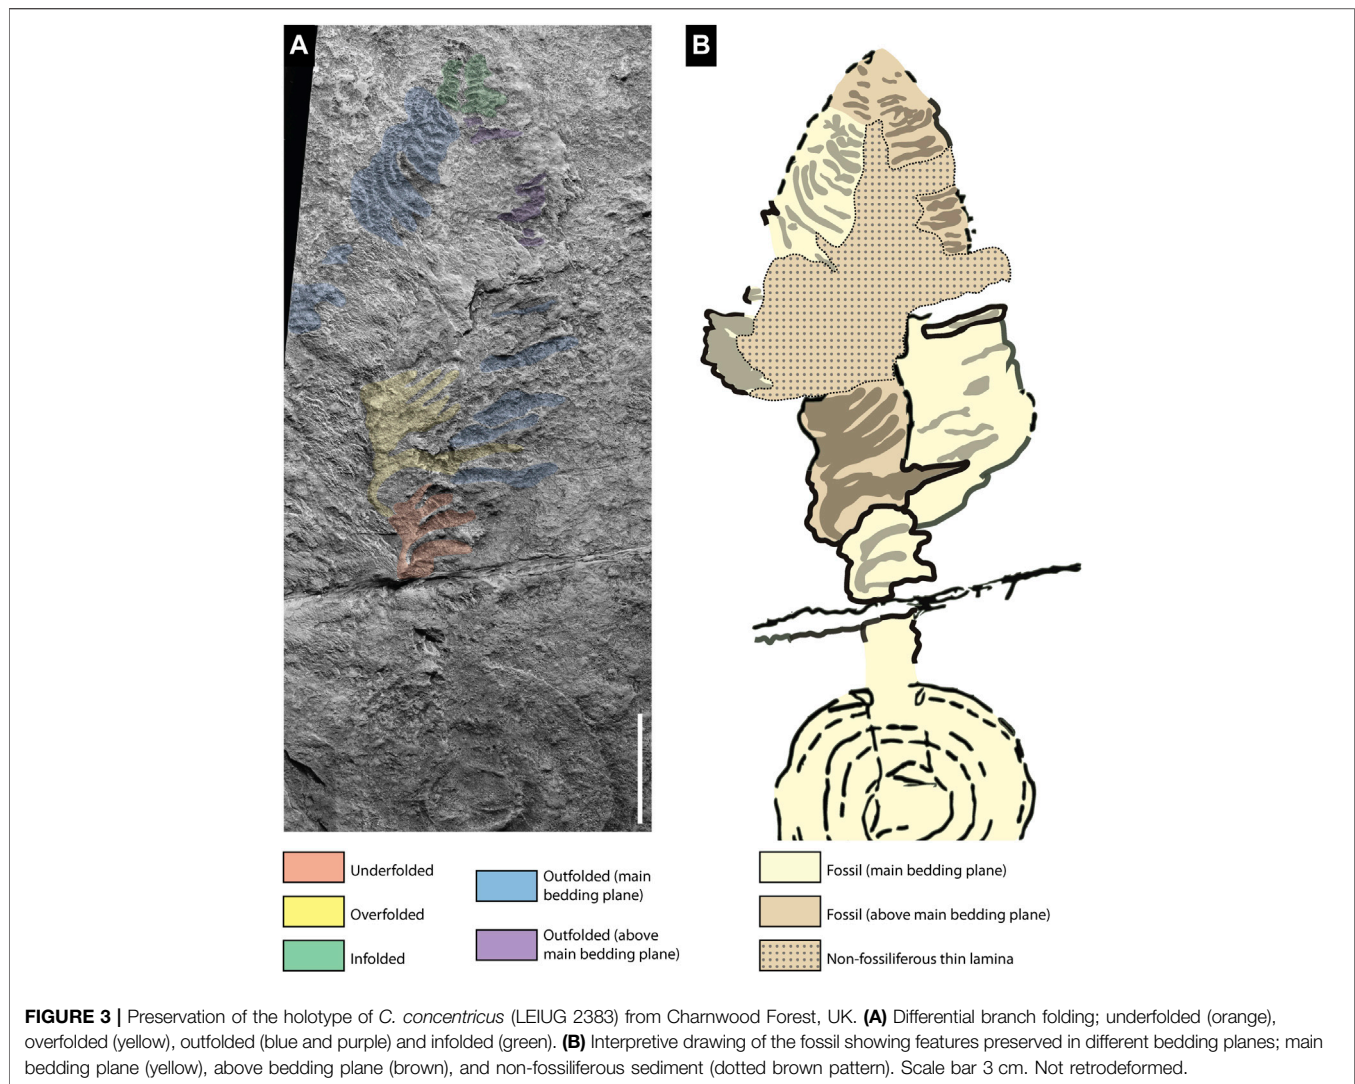 A
B
Underfolded
Overfolded
Infolded
Outfolded (main
bedding plane)
Outfolded (above
main bedding plane)
Fossil (main bedding plane)
Fossil (above main bedding plane)
Non-fossiliferous thin lamina
FIGURE 3 | Preservation of the holotype of C. concentricus (LEIUG 2383) from Charnwood Forest, UK. (A) Differential branch folding; underfolded (orange),
overfolded (yellow), outfolded (blue and purple) and infolded (green). (B) Interpretive drawing of the fossil showing features preserved in different bedding planes; main
bedding plane (yellow), above bedding plane (brown), and non-fossiliferous sediment (dotted brown pattern). Scale bar 3 cm. Not retrodeformed.